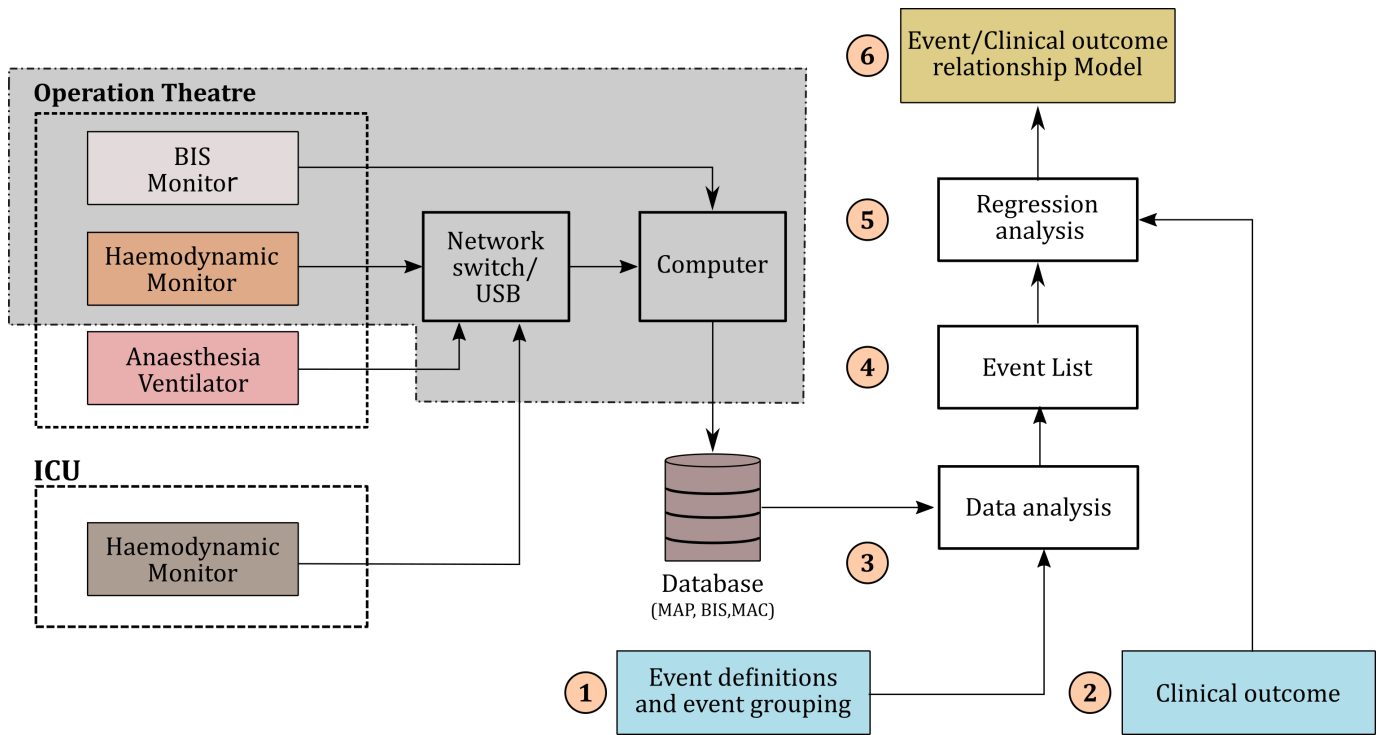 Operation Theatre
BIS
Monitor
Haemodynamic
Monitor
Anaesthesia
Ventilator
Network
switch/
USB
Computer
ICU
Haemodynamic
Monitor
Database
(MAP, BIS,MAC)
1
Event definitions
and event grouping
2
Clinical outcome
3
Data analysis
4
Event List
5
Regression
analysis
6
Event/Clinical outcome
relationship Model